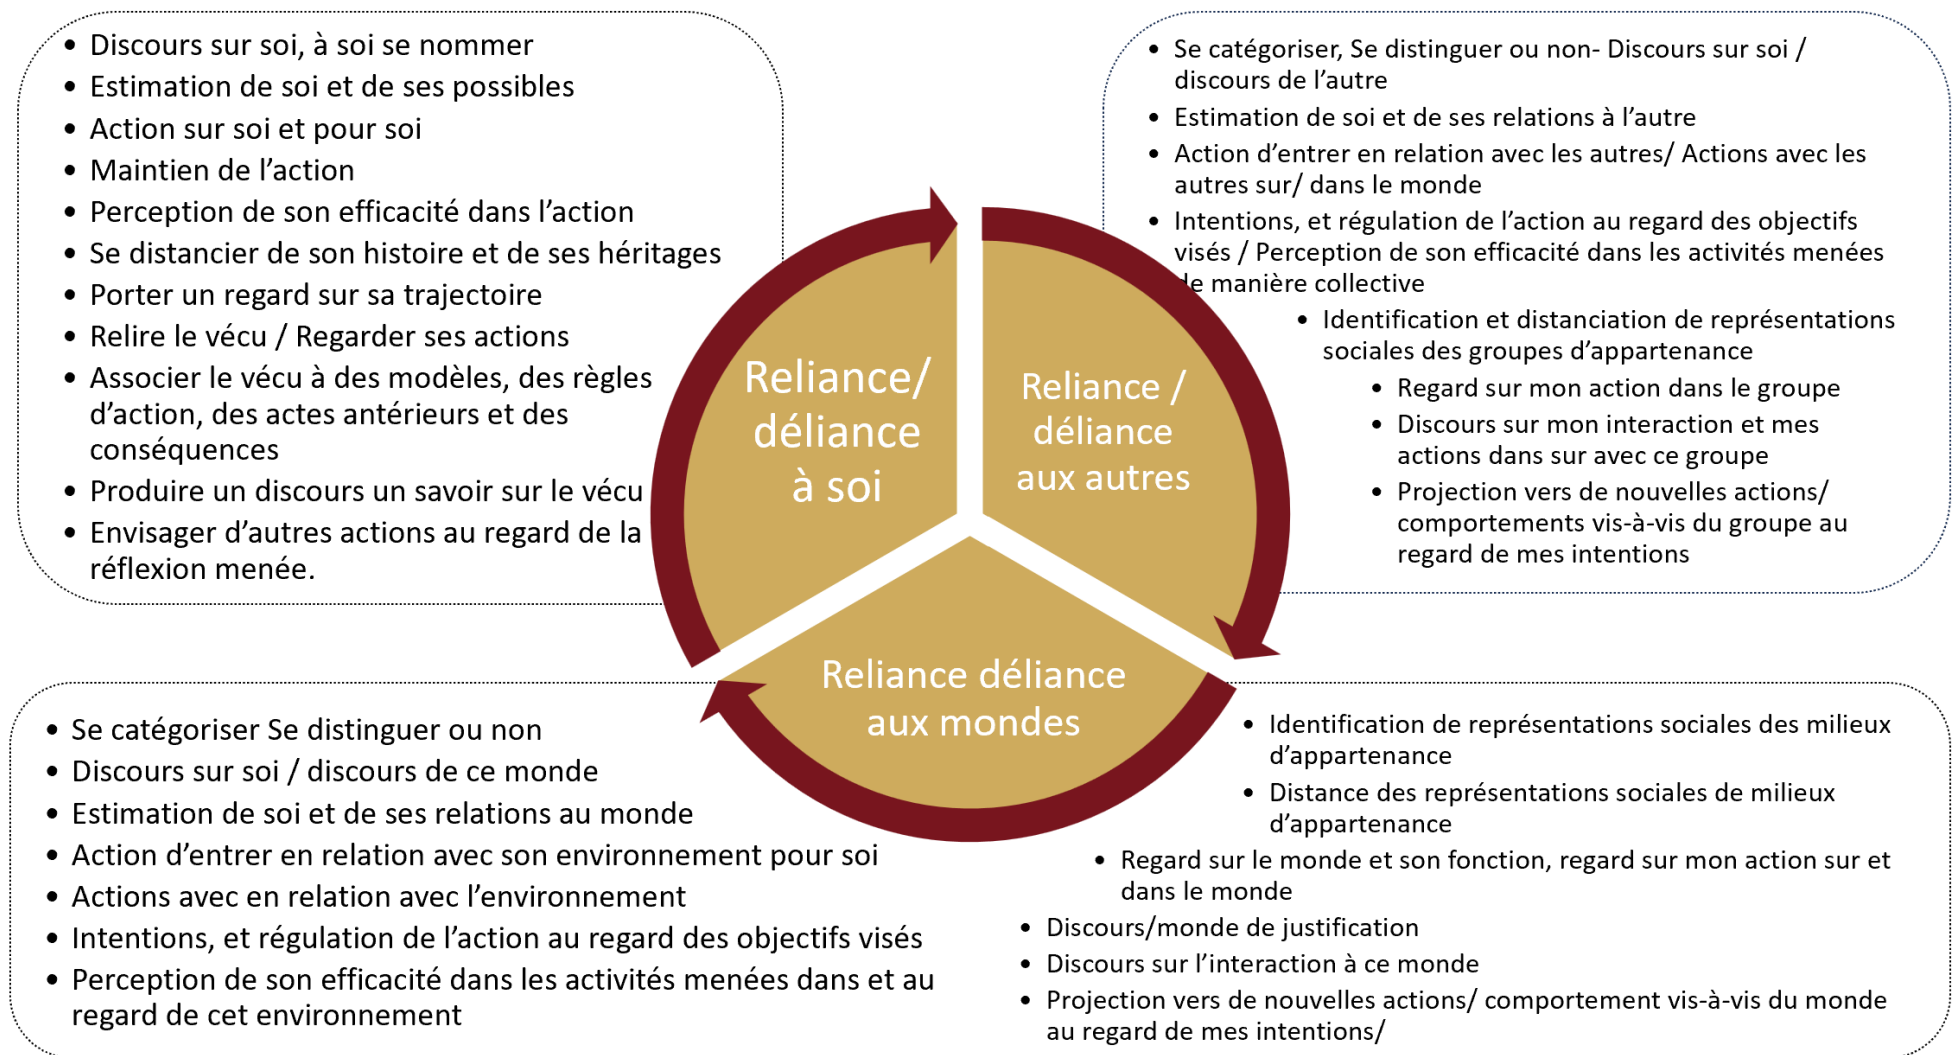 • Discours sur soi, à soi se nommer
• Estimation de soi et de ses possibles
• Action sur soi et pour soi
• Maintien de l’action
• Perception de son efficacité dans l’action
• Se distancier de son histoire et de ses héritages
• Porter un regard sur sa trajectoire
• Relire le vécu / Regarder ses actions
• Associer le vécu à des modèles, des règles
d’action, des actes antérieurs et des
conséquences
• Produire un discours un savoir sur le vécu
• Envisager d’autres actions au regard de la
réflexion menée.
• Se catégoriser, Se distinguer ou non- Discours sur soi /
discours de l’autre
• Estimation de soi et de ses relations à l’autre
• Action d’entrer en relation avec les autres/ Actions avec les
autres sur/ dans le monde
• Intentions, et régulation de l’action au regard des objectifs
visés / Perception de son efficacité dans les activités menées
de manière collective
• Identification et distanciation de représentations
sociales des groupes d’appartenance
• Regard sur mon action dans le groupe
• Discours sur mon interaction et mes
actions dans sur avec ce groupe
• Projection vers de nouvelles actions/
comportements vis-à-vis du groupe au
regard de mes intentions
Reliance/
déliance
à soi
Reliance /
déliance
aux autres
Reliance déliance
aux mondes
• Se catégoriser Se distinguer ou non
• Discours sur soi / discours de ce monde
• Estimation de soi et de ses relations au monde
• Action d’entrer en relation avec son environnement pour soi
• Actions avec en relation avec l’environnement
• Intentions, et régulation de l’action au regard des objectifs visés
• Perception de son efficacité dans les activités menées dans et au
regard de cet environnement
• Identification de représentations sociales des milieux
d’appartenance
• Distance des représentations sociales de milieux
d’appartenance
• Regard sur le monde et son fonction, regard sur mon action sur et
dans le monde
• Discours/monde de justification
• Discours sur l’interaction à ce monde
• Projection vers de nouvelles actions/ comportement vis-à-vis du monde
au regard de mes intentions/